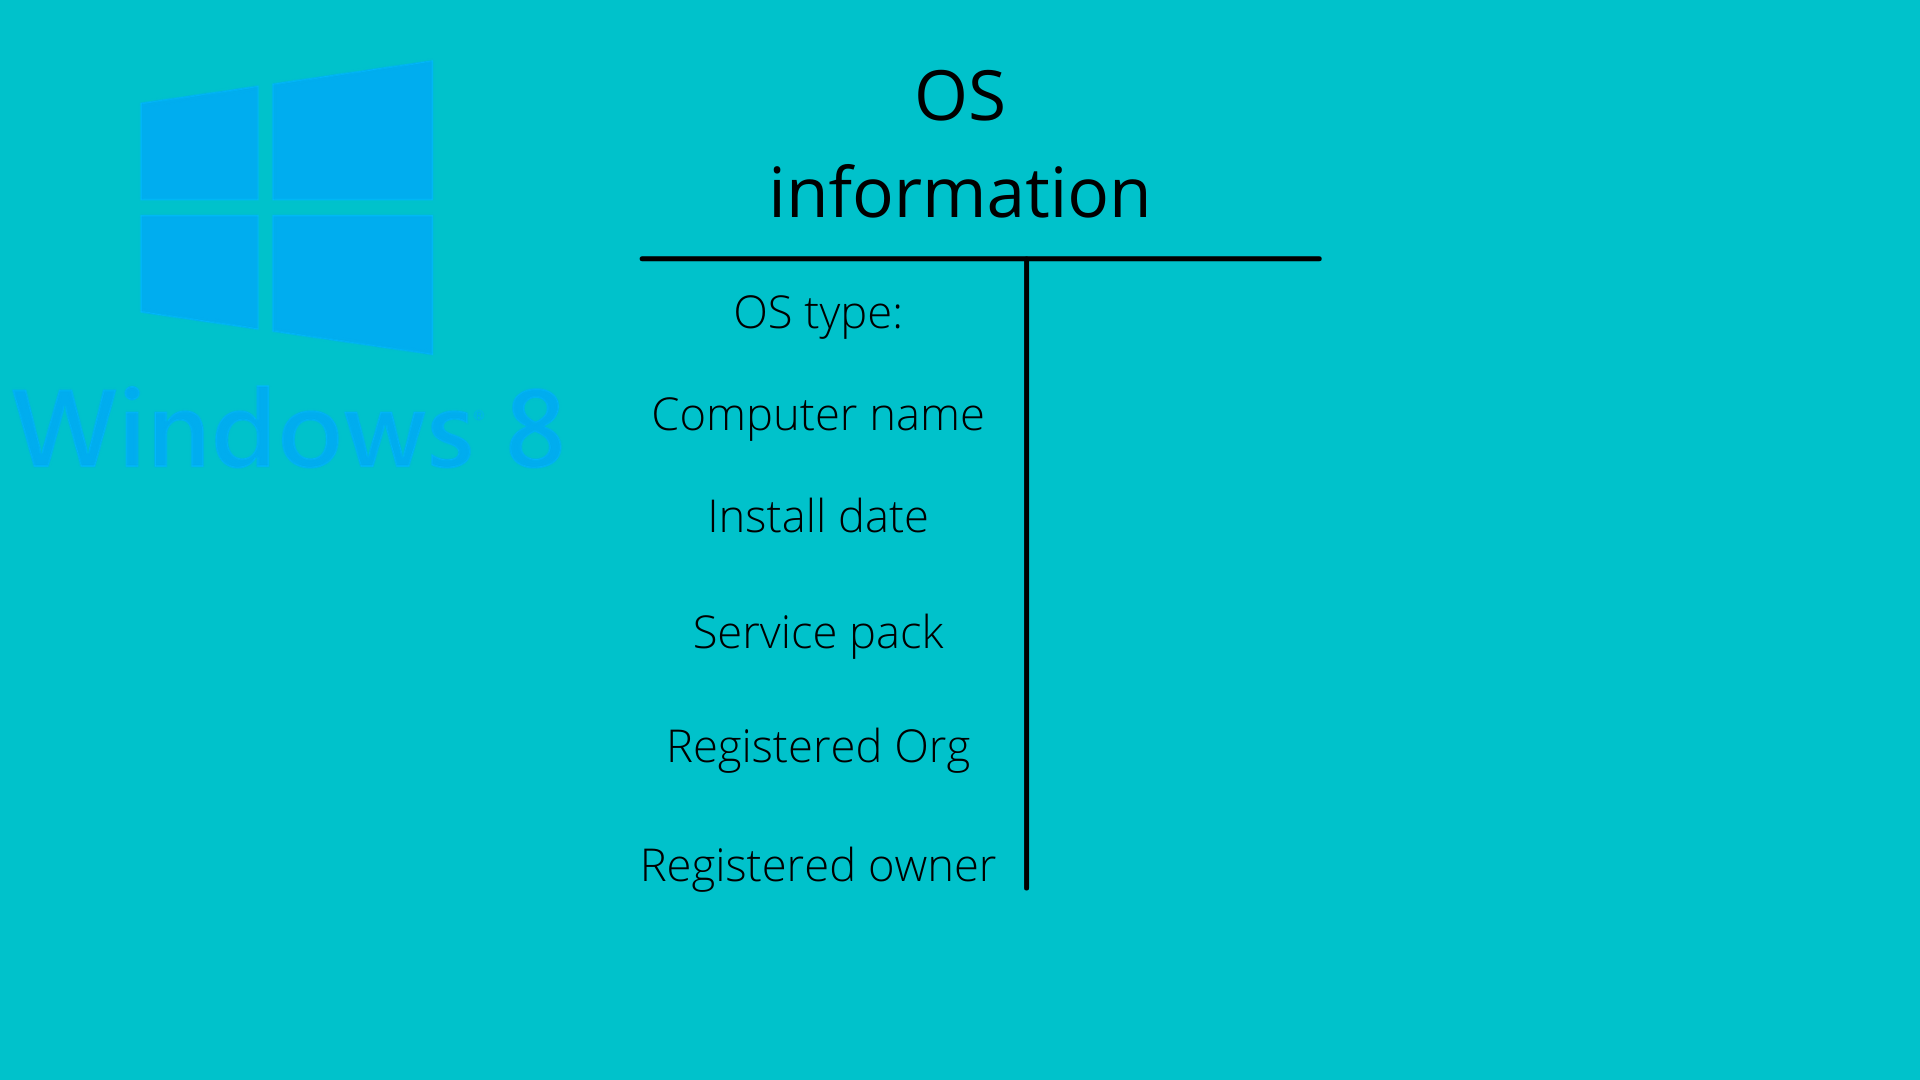 Windows 8
OS
information
OS type:
Computer name
Install date
Service pack
Registered Org
Registered owner